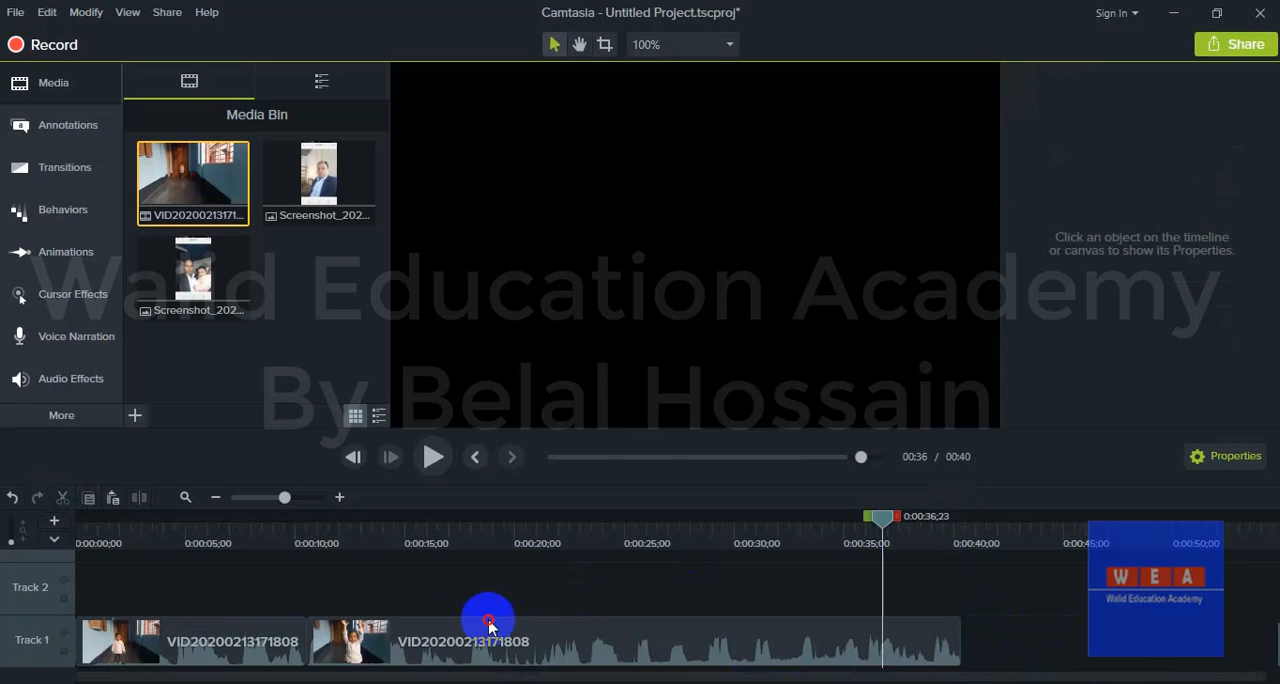 File Edit Modify View Share Help
Camtasia - Untitled Project.tscproj*
Sign In
Record
100%
Share
Media
Annotations
Transitions
Behaviors
Animations
Cursor Effects
Voice Narration
Audio Effects
More
Media Bin
VID20200213171...
Screenshot_202...
Screenshot_202...
Click an object on the timeline
or canvas to show its Properties.
Walid Education Academy
By Belal Hossain
00:36 / 00:40
Properties
0:00:36;23
0:00:00;00 0:00:05;00 0:00:10;00 0:00:15;00 0:00:20;00 0:00:25;00 0:00:30;00 0:00:35;00 0:00:40;00 0:00:45;00 0:00:50;00
Track 2
Track 1
VID20200213171808
VID20200213171808
W E A
Walid Education Academy